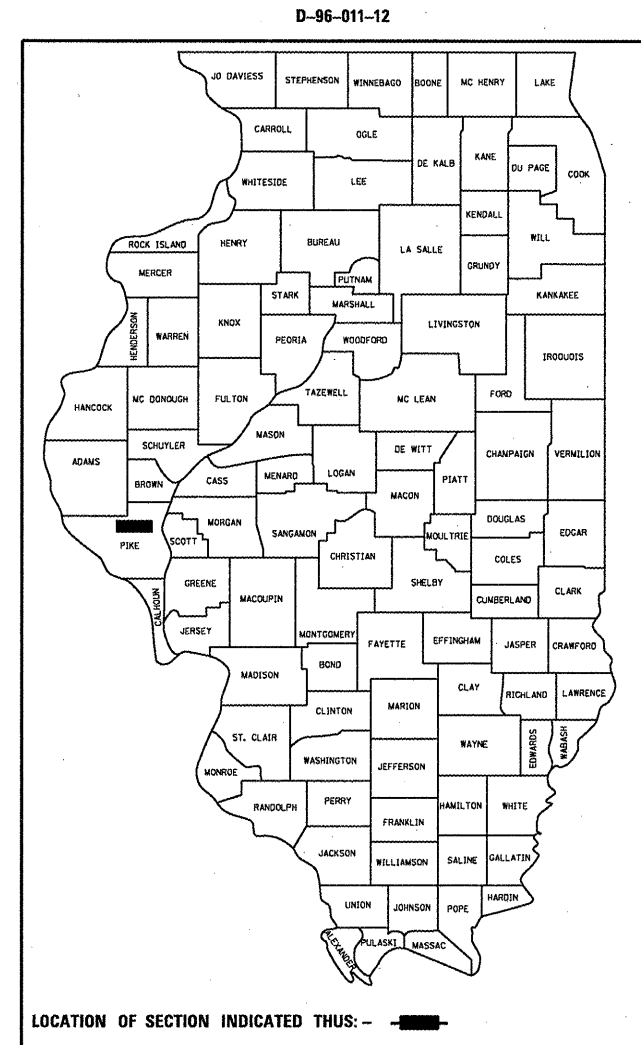 D-96-011-12
JO DAVIESS STEPHENSON WINNEBAGO BOONE MC HENRY LAKE
CARROLL OGLE
DE KALB KANE DU PAGE COOK
WHITESIDE LEE
KENDALL
WILL
ROCK ISLAND HENRY BUREAU LA SALLE
GRUNDY
MERCER
PUTNAM
STARK
MARSHALL
KANKAKEE
HENDERSON WARREN KNOX PEORIA WOODFORD LIVINGSTON
IROQUOIS
HANCOCK MC DONOUGH FULTON TAZEWELL MC LEAN FORD
MASON
SCHUYLER
ADAMS
DE WITT
CHAMPAIGN VERMILION
BROWN CASS MENARD LOGAN PIATT
MACON
MORGAN
DOUGLAS
PIKE SCOTT SANGAMON CHRISTIAN MOULTRIE EDGAR
COLES
GREENE
SHELBY
CALHOUN MACOUPIN CUMBERLAND CLARK
JERSEY MONTGOMERY
FAYETTE EFFINGHAM JASPER CRAWFORD
BOND
MADISON
CLAY RICHLAND LAWRENCE
CLINTON MARION
ST. CLAIR
WAYNE EDWARDS WABASH
WASHINGTON JEFFERSON
MONROE
RANDOLPH PERRY HAMILTON WHITE
FRANKLIN
JACKSON
WILLIAMSON SALINE GALLATIN
UNION JOHNSON POPE HARDIN
ALEXANDER PULASKI MASSAC
LOCATION OF SECTION INDICATED THUS: -